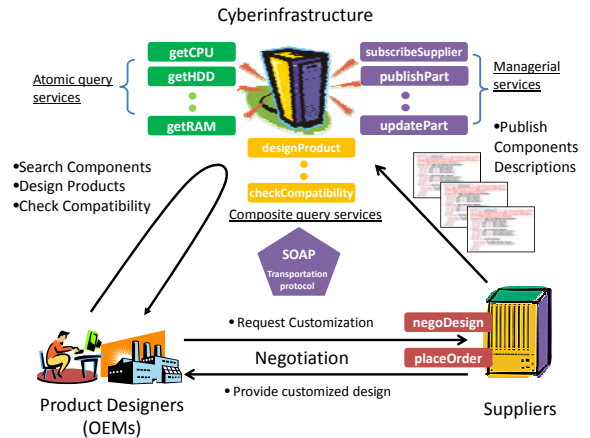 Cyberinfrastructure
getCPU
getHDD
getRAM
Atomic query
services
subscribeSupplier
publishPart
updatePart
Managerial
services
designProduct
checkCompatibility
Composite query services
•Search Components
•Design Products
•Check Compatibility
•Publish
Components
Descriptions
SOAP
Transportation
protocol
• Request Customization
negoDesign
Negotiation
placeOrder
• Provide customized design
Product Designers
(OEMs)
Suppliers